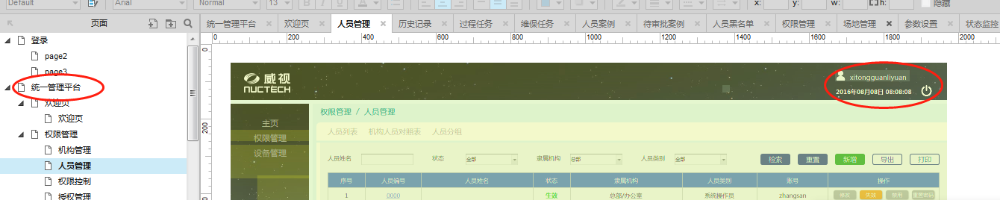 Default Arial Normal 13 B I U A x: y: w: h: 隐藏
页面
登录
page2
page3
统一管理平台
欢迎页
欢迎页
权限管理
机构管理
人员管理
权限控制
授权管理
统一管理平台 欢迎页 人员管理 历史记录 过程任务 维保任务 人员案例 待审批案例 人员黑名单 权限管理 场地管理 参数设置 状态监控
0 200 400 600 800 1000 1200 1400 1600 1800 2000
0
200
威视
NUCTECH
xitongguanliyuan
2016年08月08日 08:08:08
主页
权限管理
设备管理
权限管理 / 人员管理
人员列表 机构人员对照表 人员分组
人员姓名 状态 全部 隶属机构 总部 人员类别 全部 检索 重置 新增 导出 打印
序号 人员编号 人员姓名 状态 隶属机构 人员类别 账号 操作
1 0000 生效 总部/办公室 系统操作员 zhangsan 修改 失效 重置密码